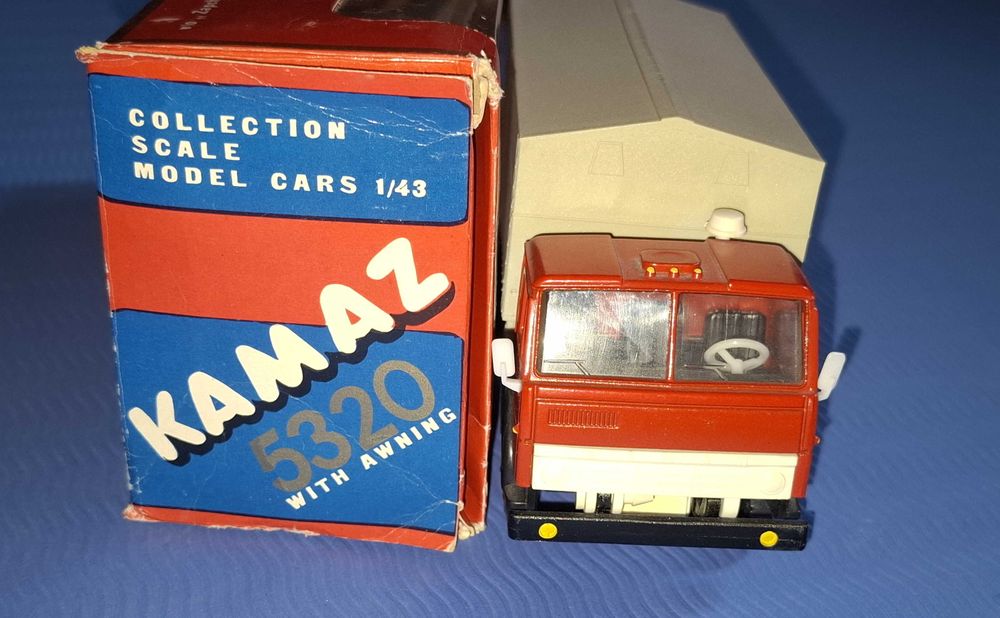 COLLECTION
SCALE
MODEL CARS 1/43
KAMAZ
5320
WITH AWNING